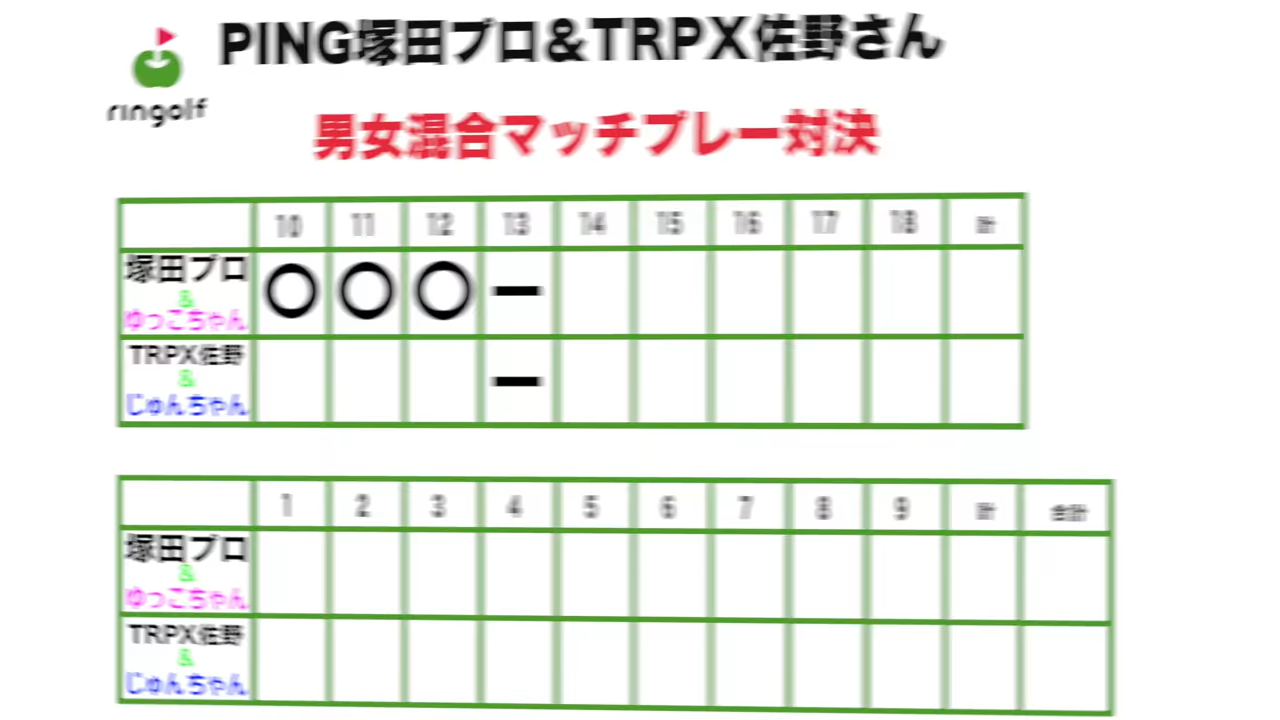 PING塚田プロ&TRPX佐野さん
ringolf
男女混合マッチプレー対決
10 11 12 13 14 15 16 17 18 計
塚田プロ
&
ゆっこちゃん
○ ○ ○ ー
TRPX佐野
&
じゅんちゃん
ー
1 2 3 4 5 6 7 8 9 計 合計
塚田プロ
&
ゆっこちゃん
TRPX佐野
&
じゅんちゃん